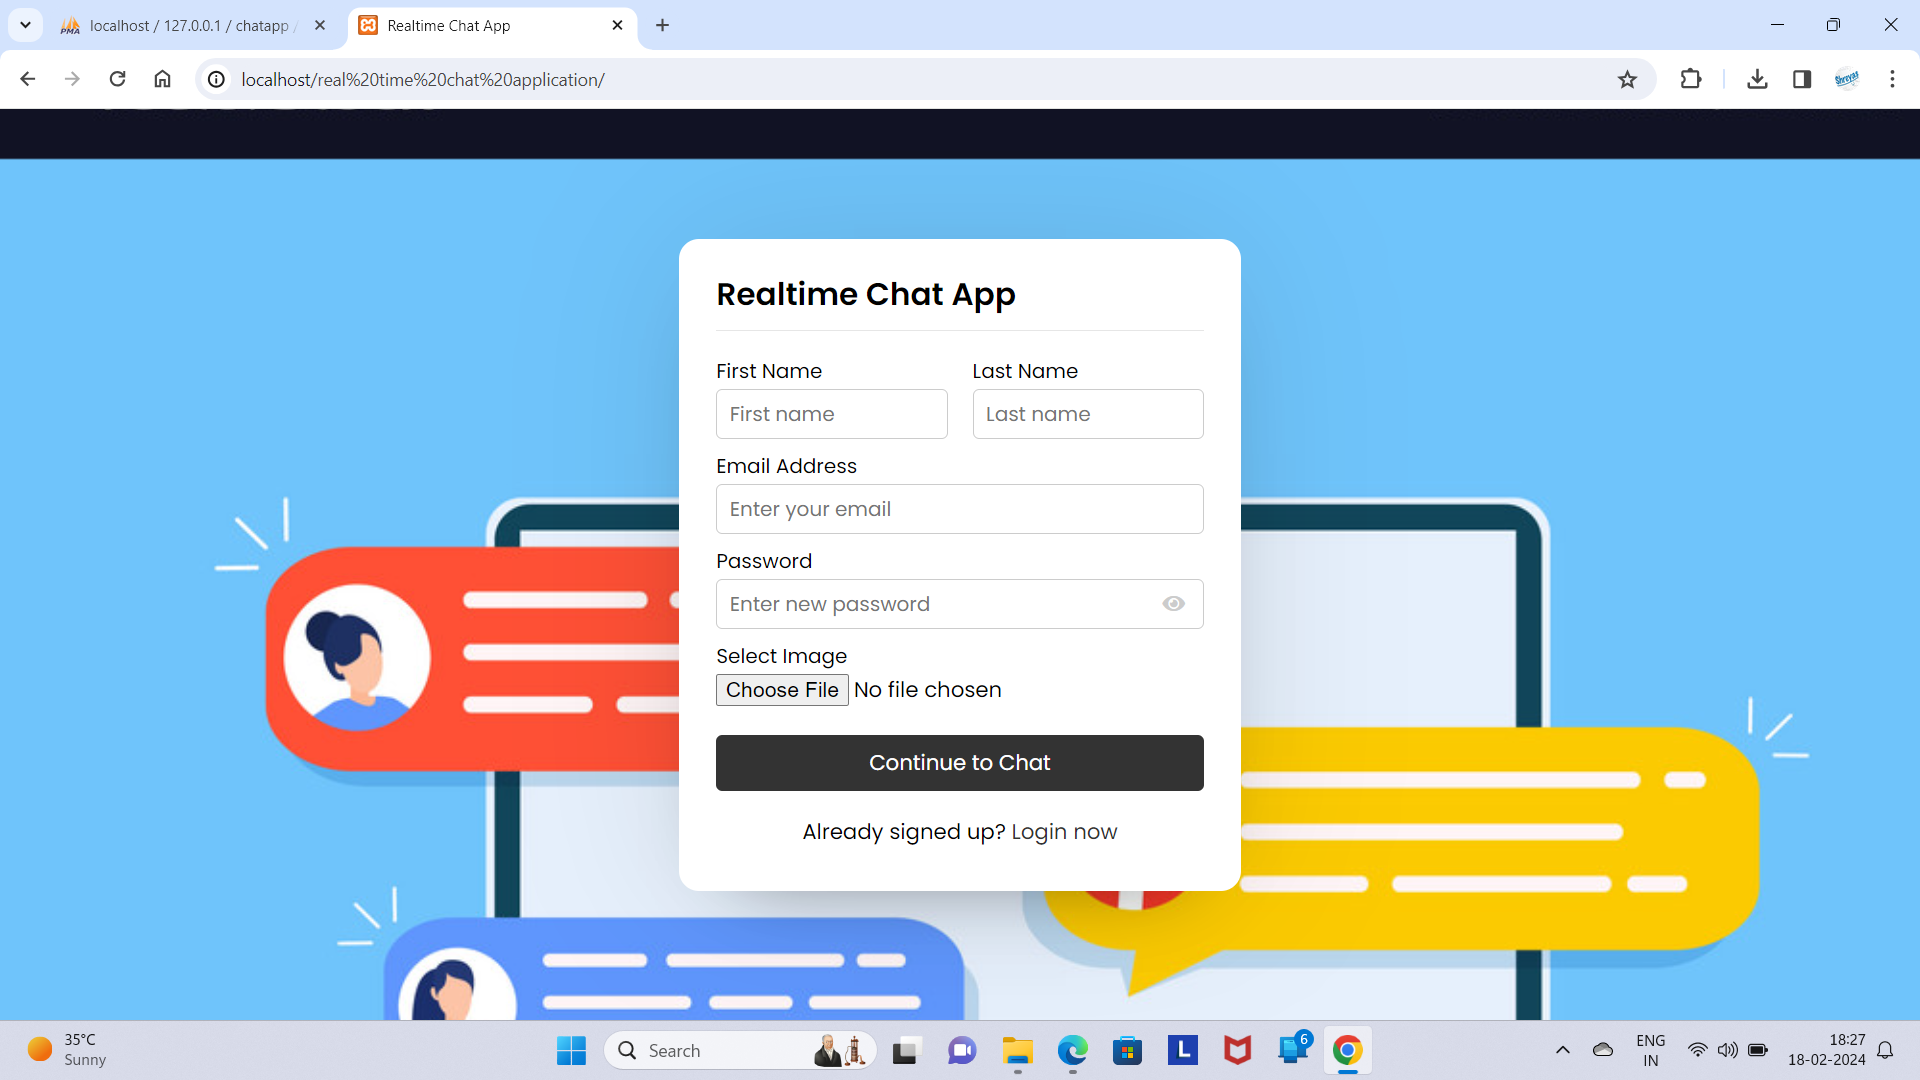 PMA
localhost / 127.0.0.1 / chatapp /
Realtime Chat App
localhost/real%20time%20chat%20application/
Shreyas
Realtime Chat App
First Name
Last Name
First name
Last name
Email Address
Enter your email
Password
Enter new password
Select Image
Choose File No file chosen
Continue to Chat
Already signed up? Login now
35°C
Sunny
Search
L
6
ENG
IN
18:27
18-02-2024